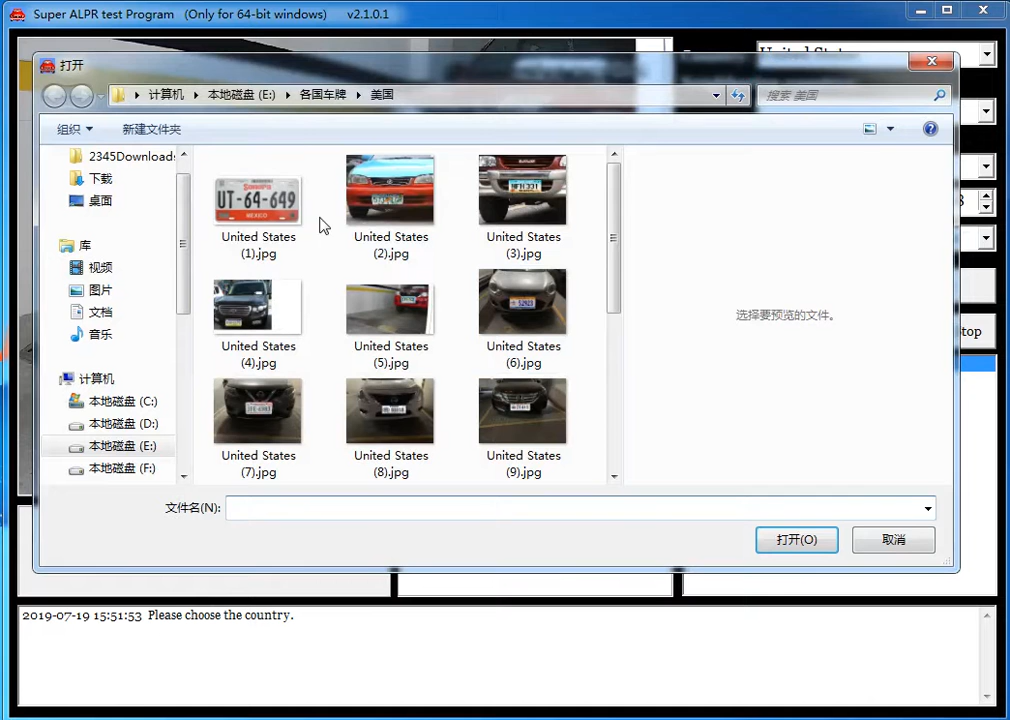 Super ALPR test Program (Only for 64-bit windows) v2.1.0.1
打开
计算机 本地磁盘 (E:) 各国车牌 美国
搜索 美国
组织 新建文件夹
2345Downloads
下载
桌面
库
视频
图片
文档
音乐
计算机
本地磁盘 (C:)
本地磁盘 (D:)
本地磁盘 (E:)
本地磁盘 (F:)
UT-64-649
MEXICO
United States
(1).jpg
United States
(2).jpg
United States
(3).jpg
United States
(4).jpg
United States
(5).jpg
United States
(6).jpg
United States
(7).jpg
United States
(8).jpg
United States
(9).jpg
选择要预览的文件。
United States
文件名(N):
打开(O) 取消
2019-07-19 15:51:53 Please choose the country.